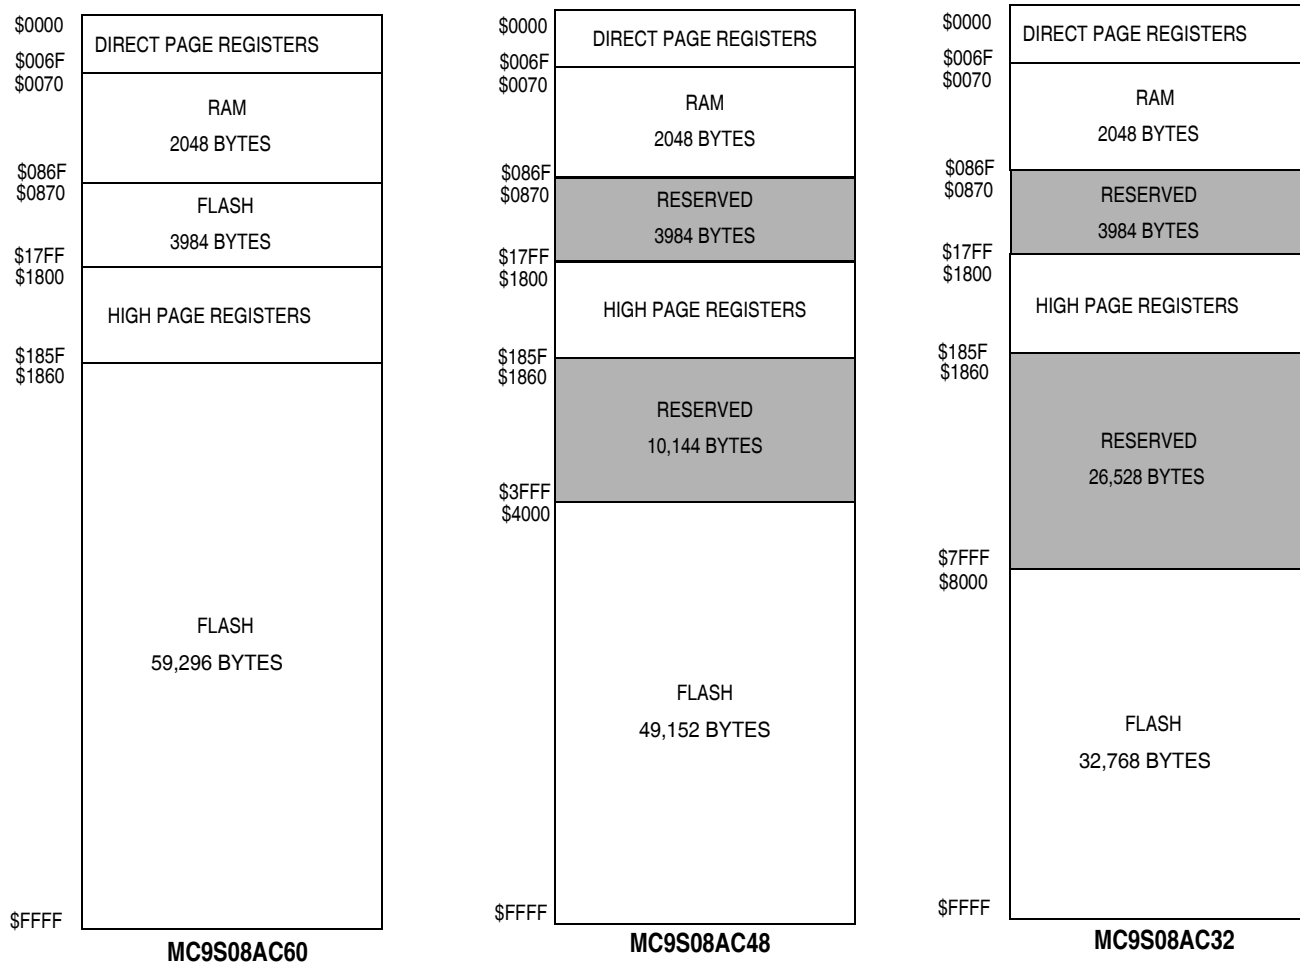 $0000
DIRECT PAGE REGISTERS
$006F
$0070
RAM
2048 BYTES
$086F
$0870
FLASH
3984 BYTES
$17FF
$1800
HIGH PAGE REGISTERS
$185F
$1860
FLASH
59,296 BYTES
$FFFF
MC9S08AC60
$0000
DIRECT PAGE REGISTERS
$006F
$0070
RAM
2048 BYTES
$086F
$0870
RESERVED
3984 BYTES
$17FF
$1800
HIGH PAGE REGISTERS
$185F
$1860
RESERVED
10,144 BYTES
$3FFF
$4000
FLASH
49,152 BYTES
$FFFF
MC9S08AC48
$0000
DIRECT PAGE REGISTERS
$006F
$0070
RAM
2048 BYTES
$086F
$0870
RESERVED
3984 BYTES
$17FF
$1800
HIGH PAGE REGISTERS
$185F
$1860
RESERVED
26,528 BYTES
$7FFF
$8000
FLASH
32,768 BYTES
$FFFF
MC9S08AC32